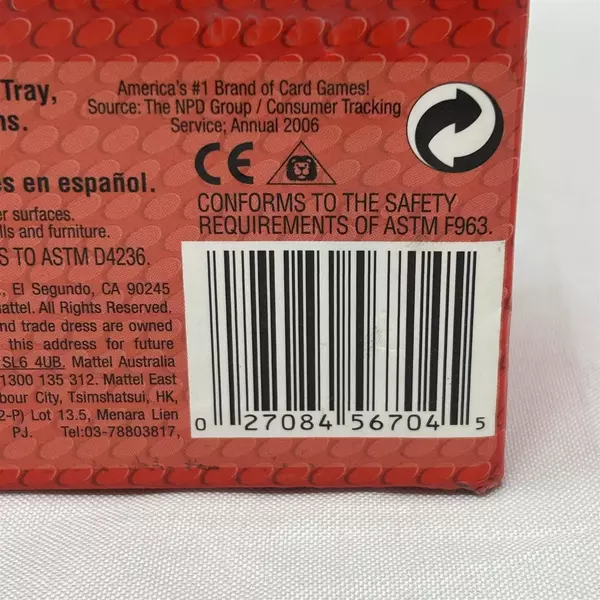 Tray,
ns.
es en español.
er surfaces.
lls and furniture.
S TO ASTM D4236.
., El Segundo, CA 90245
attel. All Rights Reserved.
nd trade dress are owned
this address for future
SL6 4UB. Mattel Australia
1300 135 312. Mattel East
bour City, Tsimshatsui, HK,
2-P) Lot 13.5, Menara Lien
PJ. Tel:03-78803817,
America's #1 Brand of Card Games!
Source: The NPD Group / Consumer Tracking
Service; Annual 2006
CE
CONFORMS TO THE SAFETY
REQUIREMENTS OF ASTM F963.
0 27084 56704 5